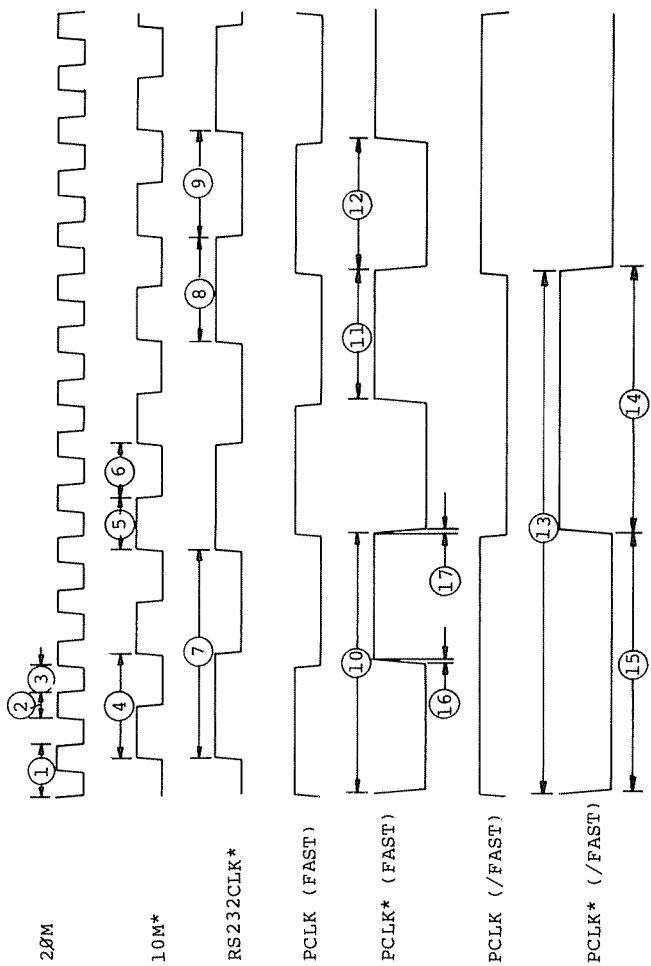 2ØM
1
2
3
10M*
4
5
6
RS232CLK*
7
8
9
PCLK (FAST)
PCLK* (FAST)
10
11
12
16
17
PCLK (/FAST)
PCLK* (/FAST)
13
14
15